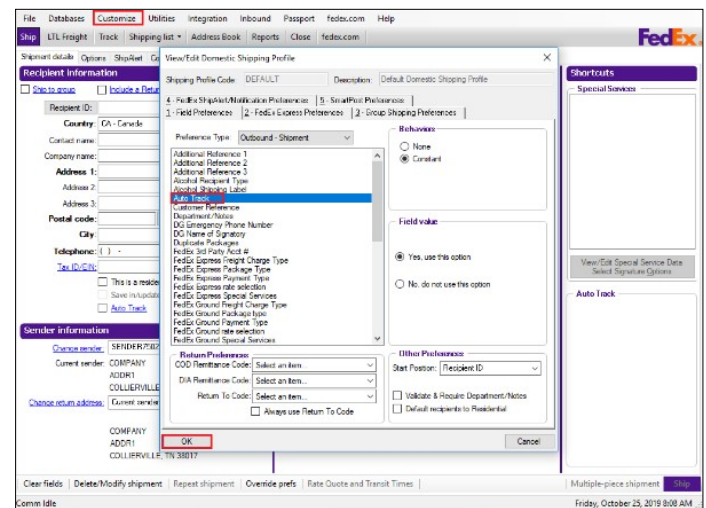 File Databases Customize Utilities Integration Inbound Passport fedex.com Help
Ship LTL Freight Track Shipping list Address Book Reports Close fedex.com
FedEx
Shipment details Options ShipAlert
Recipient information
Ship to group Include a Retur
Recipient ID:
Country: CA - Canada
Contact name:
Company name:
Address 1:
Address 2:
Address 3:
Postal code:
City:
Telephone: ( ) -
Tax ID/EIN:
This is a reside
Save in/update
Auto Track
Sender information
Change sender:
Current sender: COMPANY
ADDR1
COLLIERVILLE
Change return address: Current sender
COMPANY
ADDR1
COLLIERVILLE, TN 38017
View/Edit Domestic Shipping Profile
Shipping Profile Code: DEFAULT Description: Default Domestic Shipping Profile
4 - FedEx ShipAlert/Notification Preferences 5 - SmartPost Preferences
1 - Field Preferences 2 - FedEx Express Preferences 3 - Group Shipping Preferences
Preference Type: Outbound - Shipment
Additional Reference 1
Additional Reference 2
Additional Reference 3
Alcohol Recipient Type
Alcohol Shipping Label
Auto Track
Customer Reference
Department/Notes
DG Emergency Phone Number
DG Name of Signatory
Duplicate Packages
FedEx 3rd Party Acct #
FedEx Express Freight Charge Type
FedEx Express Package Type
FedEx Express Payment Type
FedEx Express rate selection
FedEx Express Special Services
FedEx Ground Freight Charge Type
FedEx Ground Package type
FedEx Ground Payment Type
FedEx Ground rate selection
FedEx Ground Special Services
Behaviors
None
Constant
Field value
Yes, use this option
No, do not use this option
Return Preferences
COD Remittance Code: Select an item...
DIA Remittance Code: Select an item...
Return To Code: Select an item...
Always use Return To Code
Other Preferences
Start Position: Recipient ID
Validate & Require Department/Notes
Default recipients to Residential
OK Cancel
Shortcuts
Special Services
View/Edit Special Service Data
Select Signature Options
Auto Track
Clear fields Delete/Modify shipment Repeat shipment Override prefs Rate Quote and Transit Times Multiple-piece shipment Ship
Comm Idle Friday, October 25, 2019 8:08 AM